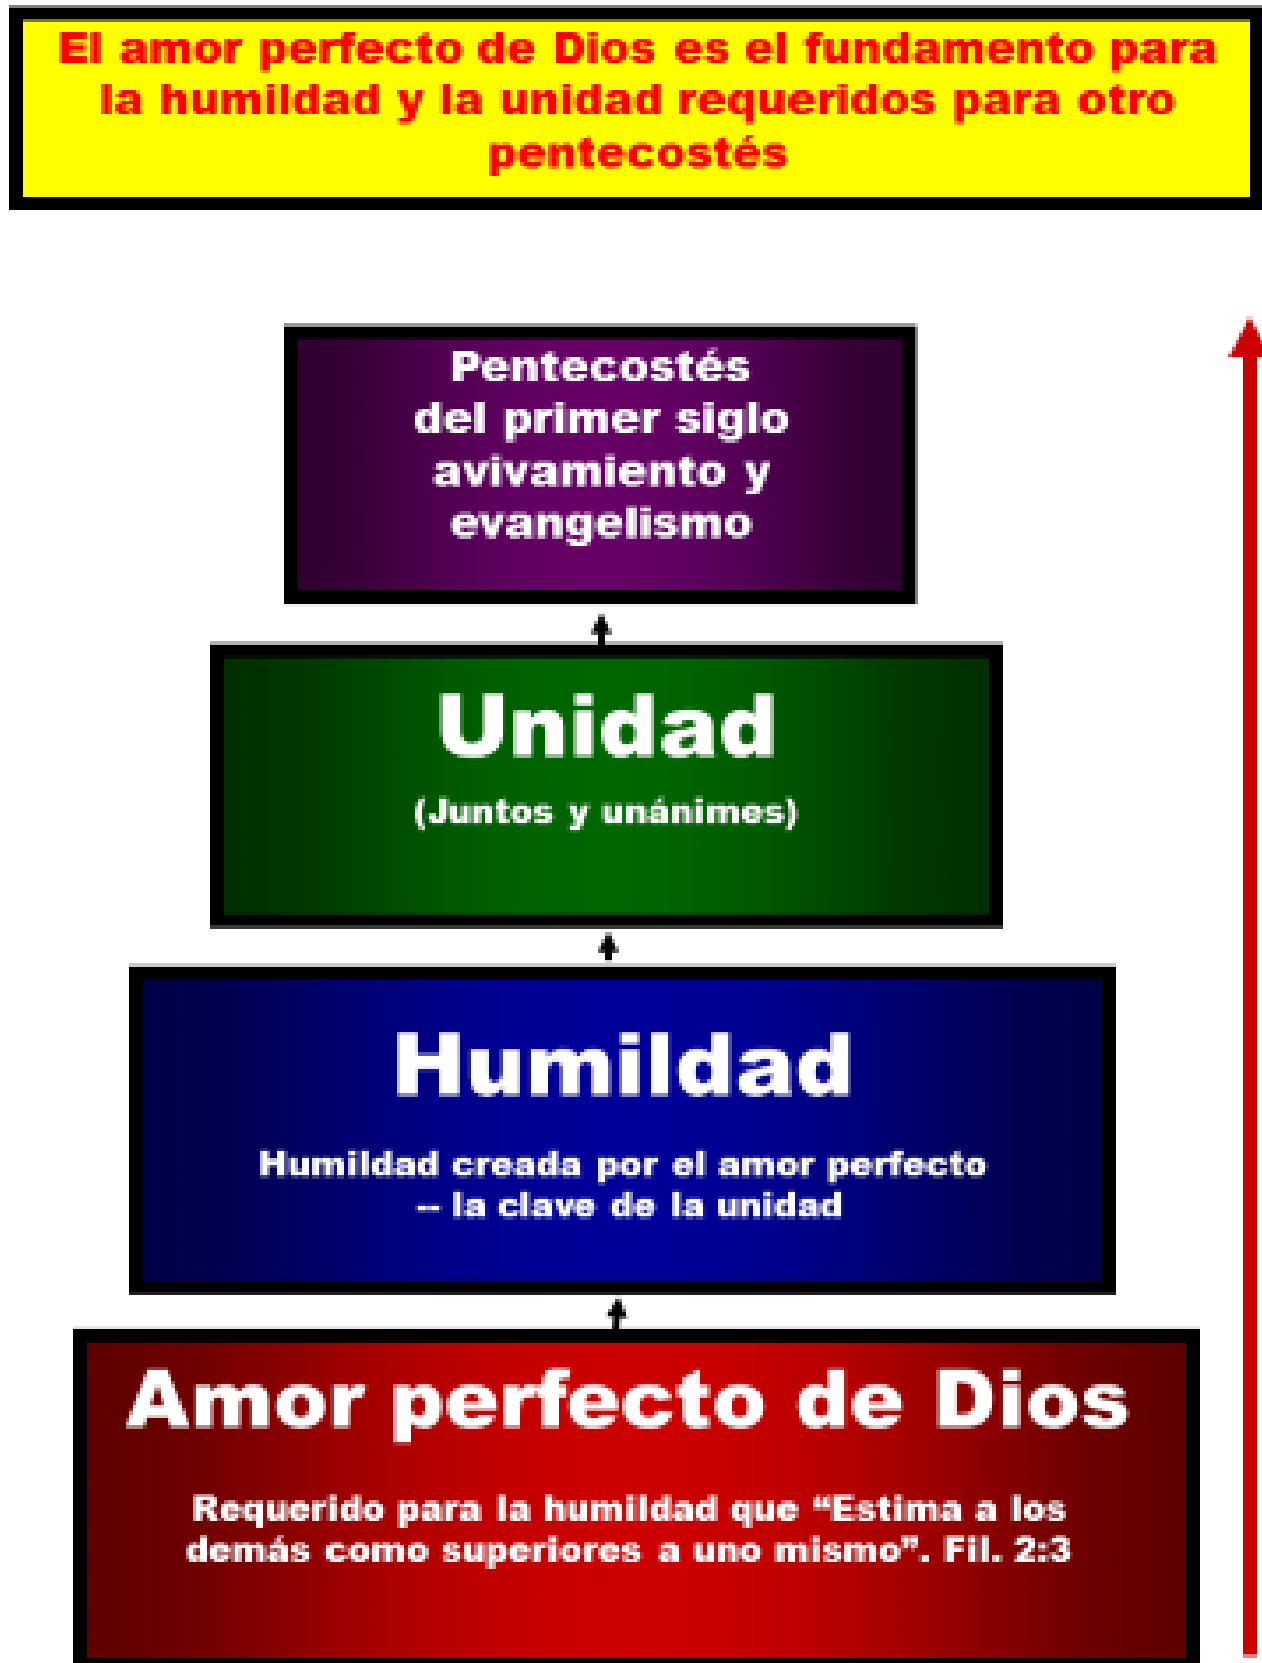 El amor perfecto de Dios es el fundamento para
la humildad y la unidad requeridos para otro
pentecostés
Pentecostés
del primer siglo
avivamiento y
evangelismo
Unidad
(Juntos y unánimes)
Humildad
Humildad creada por el amor perfecto
-- la clave de la unidad
Amor perfecto de Dios
Requerido para la humildad que “Estima a los
demás como superiores a uno mismo”. Fil. 2:3